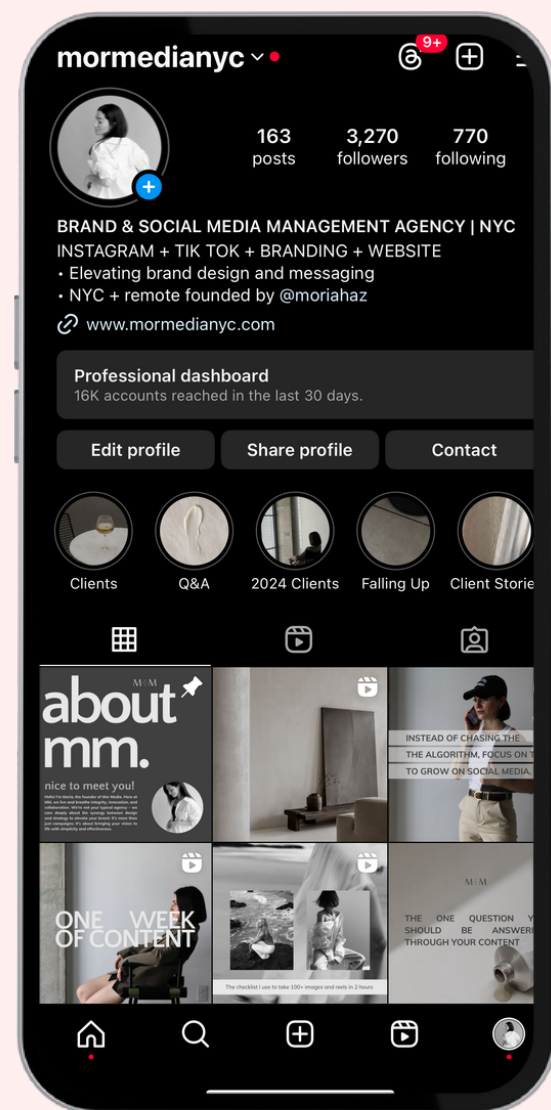 mormedianyc
9+
163
posts
3,270
followers
770
following
BRAND & SOCIAL MEDIA MANAGEMENT AGENCY | NYC
INSTAGRAM + TIK TOK + BRANDING + WEBSITE
• Elevating brand design and messaging
• NYC + remote founded by @moriahaz
www.mormedianyc.com
Professional dashboard
16K accounts reached in the last 30 days.
Edit profile
Share profile
Contact
Clients
Q&A
2024 Clients
Falling Up
Client Storie
M
M
about
mm.
nice to meet you!
INSTEAD OF CHASING THE
THE ALGORITHM, FOCUS ON T
TO GROW ON SOCIAL MEDIA.
ONE WEEK
OF CONTENT
The checklist I use to take 100+ images and reels in 2 hours
M
M
THE ONE QUESTION Y
SHOULD BE ANSWERI
THROUGH YOUR CONTENT